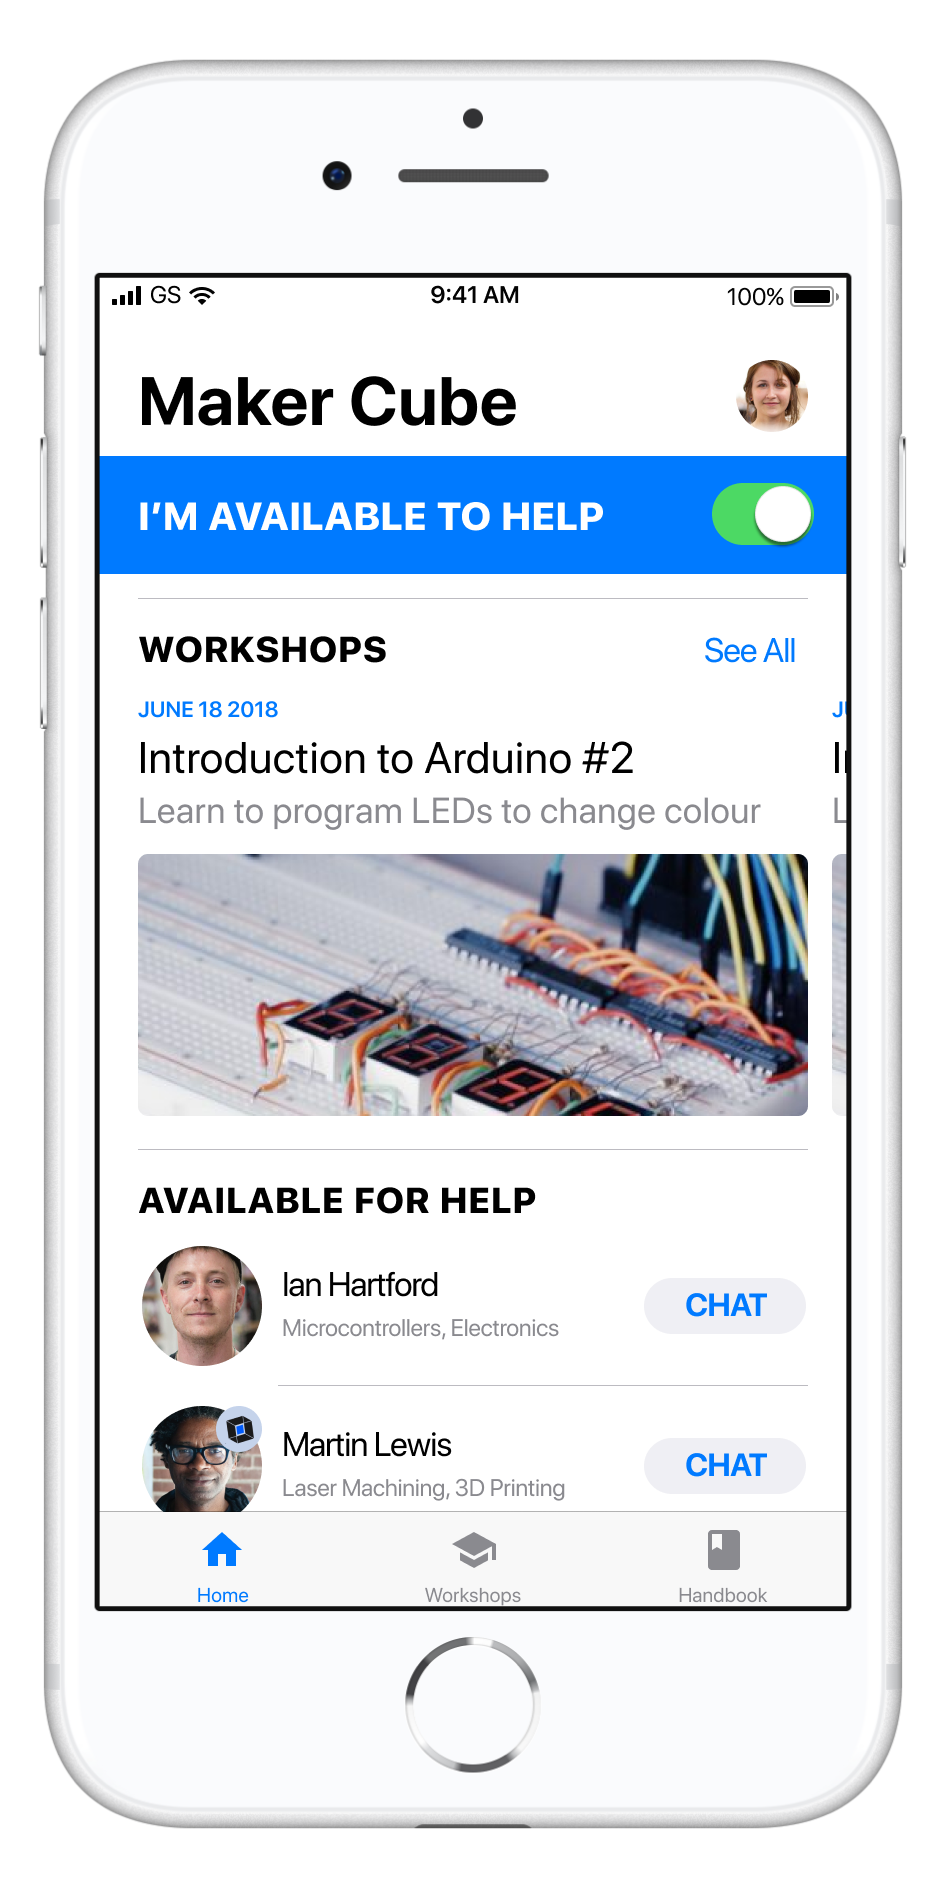 GS 9:41 AM 100%
Maker Cube
I'M AVAILABLE TO HELP
WORKSHOPS See All
JUNE 18 2018
Introduction to Arduino #2
Learn to program LEDs to change colour
AVAILABLE FOR HELP
Ian Hartford
Microcontrollers, Electronics
CHAT
Martin Lewis
Laser Machining, 3D Printing
CHAT
Home Workshops Handbook